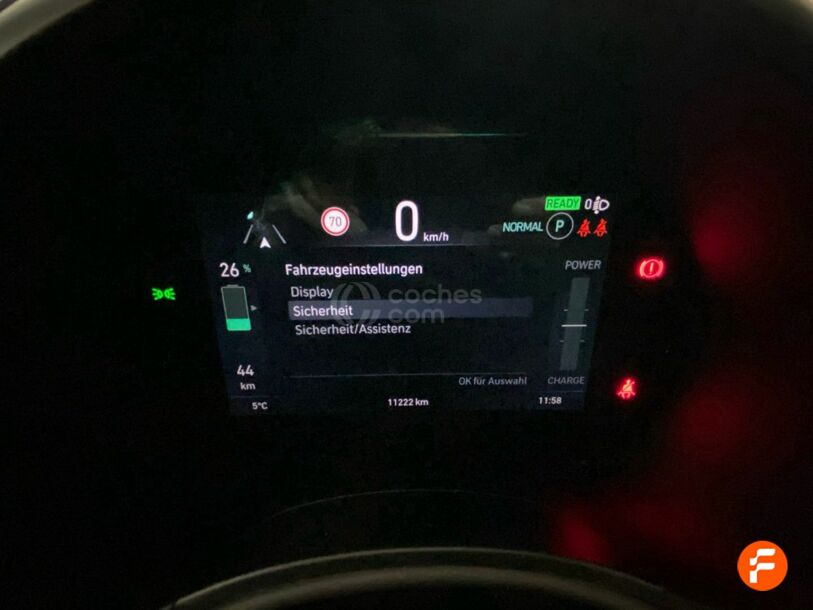 70
0
km/h
READY 0
NORMAL P
26 %
Fahrzeugeinstellungen
POWER
Display
Sicherheit
Sicherheit/Assistenz
coches
com
44
km
OK für Auswahl
CHARGE
5°C
11222 km
11:58